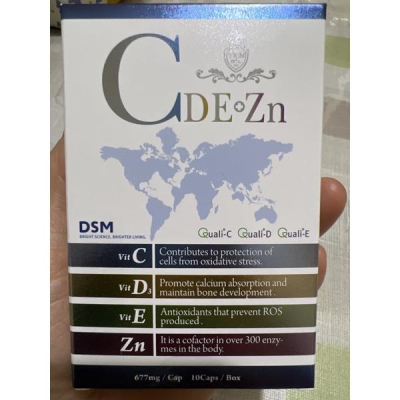 CDE+Zn
DSM
BRIGHT SCIENCE. BRIGHTER LIVING.
Quali-C Quali-D Quali-E
Vit C Contributes to protection of
cells from oxidative stress.
Vit D3 Promote calcium absorption and
maintain bone development .
Vit E Antioxidants that prevent ROS
produced .
Zn It is a cofactor in over 300 enzy-
mes in the body.
677mg / Cap 10Caps / Box